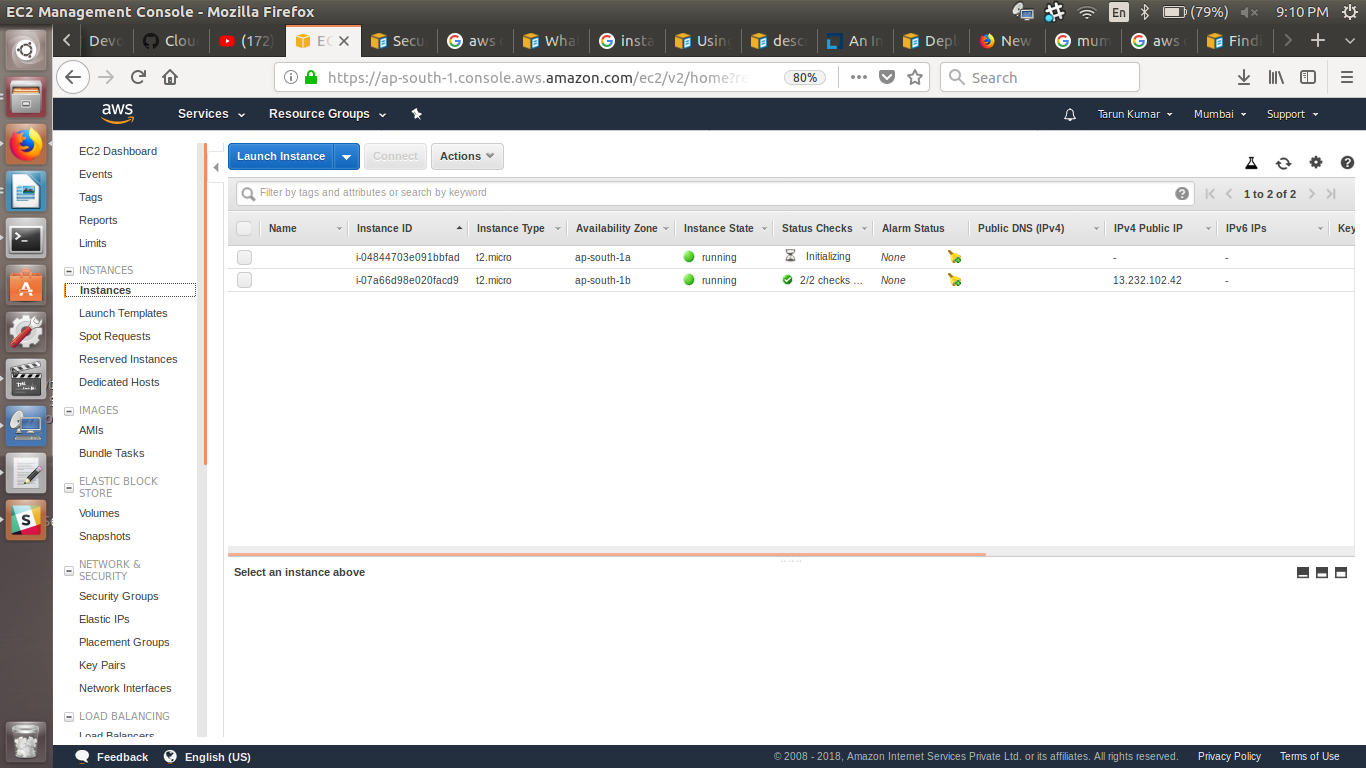 EC2 Management Console - Mozilla Firefox
En (79%) 9:10 PM
Devo Clou (172) EC Secu aws Wha insta Using desc An In Depl New mum aws Findi
https://ap-south-1.console.aws.amazon.com/ec2/v2/home?re 80% Search
aws Services Resource Groups Tarun Kumar Mumbai Support
EC2 Dashboard
Events
Tags
Reports
Limits
INSTANCES
Instances
Launch Templates
Spot Requests
Reserved Instances
Dedicated Hosts
IMAGES
AMIs
Bundle Tasks
ELASTIC BLOCK
STORE
Volumes
Snapshots
NETWORK &
SECURITY
Security Groups
Elastic IPs
Placement Groups
Key Pairs
Network Interfaces
LOAD BALANCING
Load Balancers
Launch Instance Connect Actions
Filter by tags and attributes or search by keyword 1 to 2 of 2
Name Instance ID Instance Type Availability Zone Instance State Status Checks Alarm Status Public DNS (IPv4) IPv4 Public IP IPv6 IPs Key
i-04844703e091bbfad t2.micro ap-south-1a running Initializing None - -
i-07a66d98e020facd9 t2.micro ap-south-1b running 2/2 checks ... None 13.232.102.42 -
Select an instance above
Feedback English (US) © 2008 - 2018, Amazon Internet Services Private Ltd. or its affiliates. All rights reserved. Privacy Policy Terms of Use